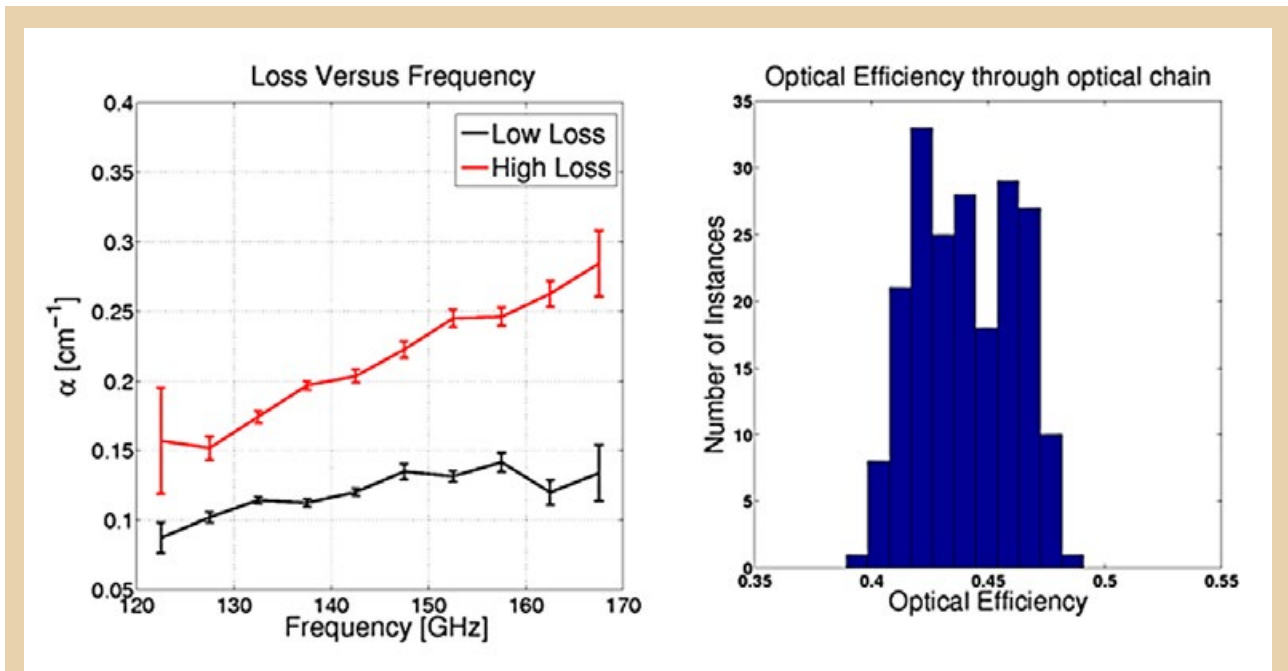 Loss Versus Frequency
0.4
0.35
0.3
0.25
0.2
0.15
0.1
0.05
α [cm⁻¹]
Low Loss
High Loss
120 130 140 150 160 170
Frequency [GHz]
Optical Efficiency through optical chain
35
30
25
20
15
10
5
0
Number of Instances
0.35 0.4 0.45 0.5 0.55
Optical Efficiency